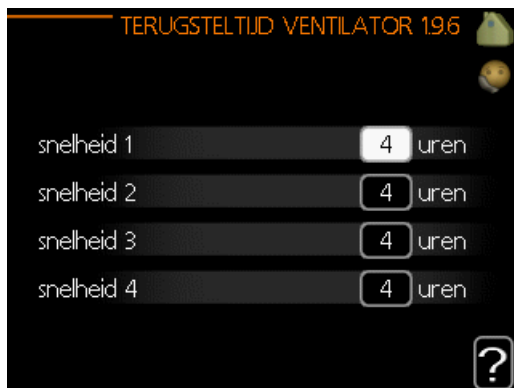 TERUGSTELTIJD VENTILATOR 1.9.6
snelheid 1 4 uren
snelheid 2 4 uren
snelheid 3 4 uren
snelheid 4 4 uren
?